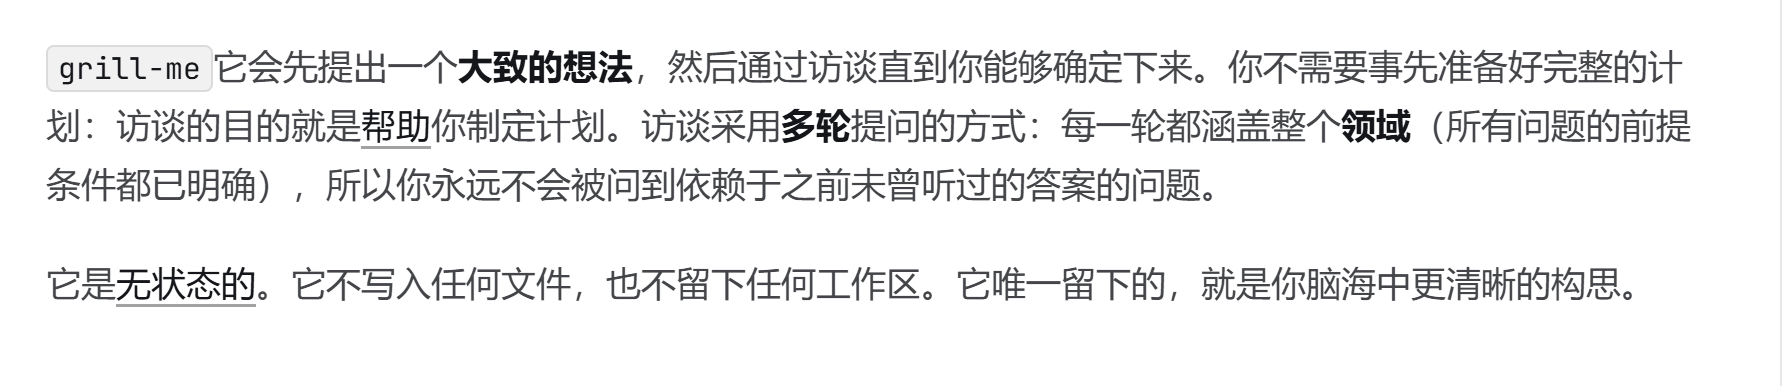 grill-me它会先提出一个大致的想法，然后通过访谈直到你能够确定下来。你不需要事先准备好完整的计
划：访谈的目的就是帮助你制定计划。访谈采用多轮提问的方式：每一轮都涵盖整个领域（所有问题的前提
条件都已明确），所以你永远不会被问到依赖于之前未曾听过的答案的问题。
它是无状态的。它不写入任何文件，也不留下任何工作区。它唯一留下的，就是你脑海中更清晰的构思。